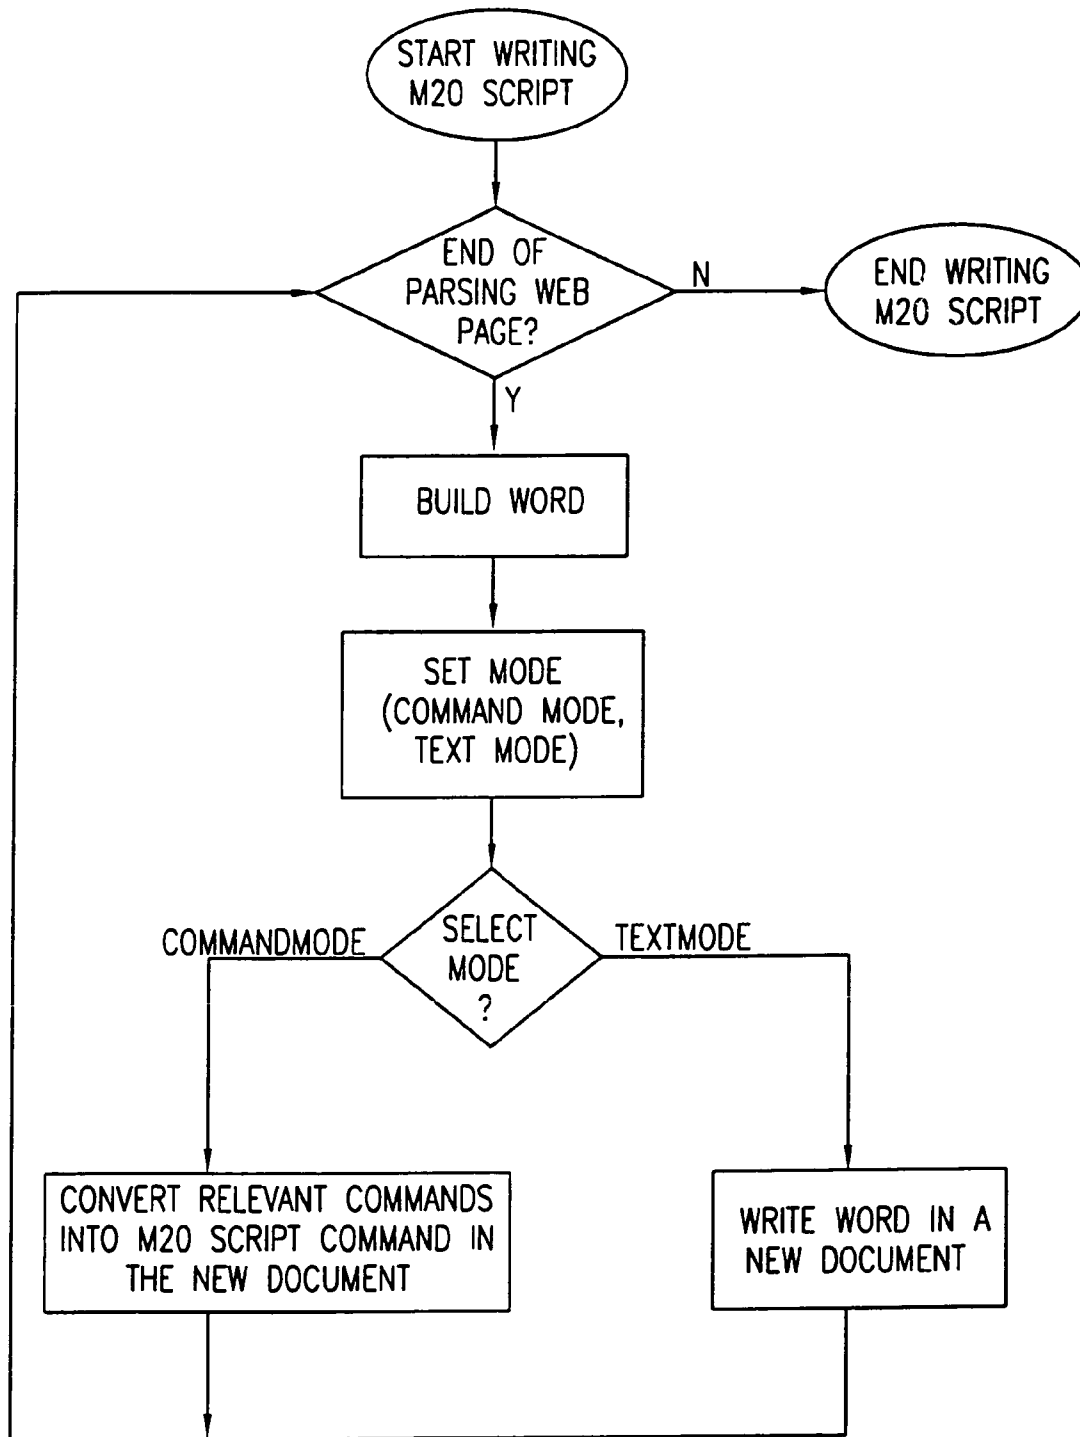 START WRITING
M20 SCRIPT
END OF
PARSING WEB
PAGE?
N
END WRITING
M20 SCRIPT
Y
BUILD WORD
SET MODE
(COMMAND MODE,
TEXT MODE)
COMMANDMODE
SELECT
MODE
?
TEXTMODE
CONVERT RELEVANT COMMANDS
INTO M20 SCRIPT COMMAND IN
THE NEW DOCUMENT
WRITE WORD IN A
NEW DOCUMENT